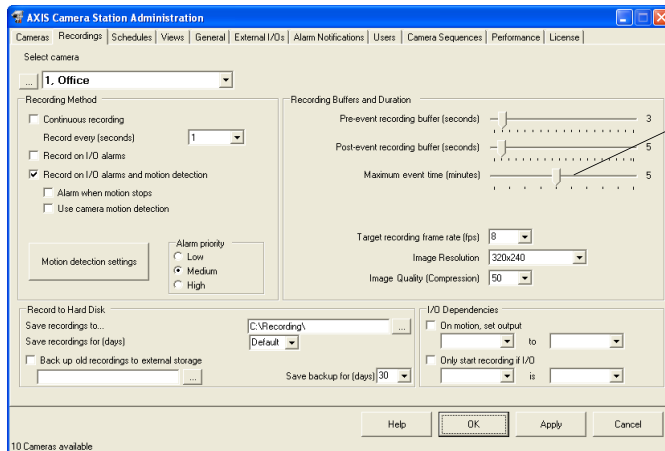 AXIS Camera Station Administration
Cameras Recordings Schedules Views General External I/Os Alarm Notifications Users Camera Sequences Performance License
Select camera
... 1, Office
Recording Method
Continuous recording
Record every (seconds) 1
Record on I/O alarms
Record on I/O alarms and motion detection
Alarm when motion stops
Use camera motion detection
Motion detection settings
Alarm priority
Low
Medium
High
Recording Buffers and Duration
Pre-event recording buffer (seconds) 3
Post-event recording buffer (seconds) 5
Maximum event time (minutes) 5
Target recording frame rate (fps) 8
Image Resolution 320x240
Image Quality (Compression) 50
Record to Hard Disk
Save recordings to... C:\Recording\ ...
Save recordings for (days) Default
Back up old recordings to external storage
... Save backup for (days) 30
I/O Dependencies
On motion, set output
to
Only start recording if I/O
is
Help OK Apply Cancel
10 Cameras available